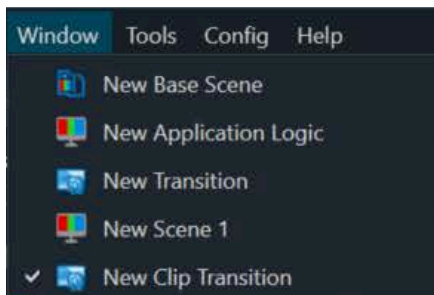 Window Tools Config Help
New Base Scene
New Application Logic
New Transition
New Scene 1
New Clip Transition